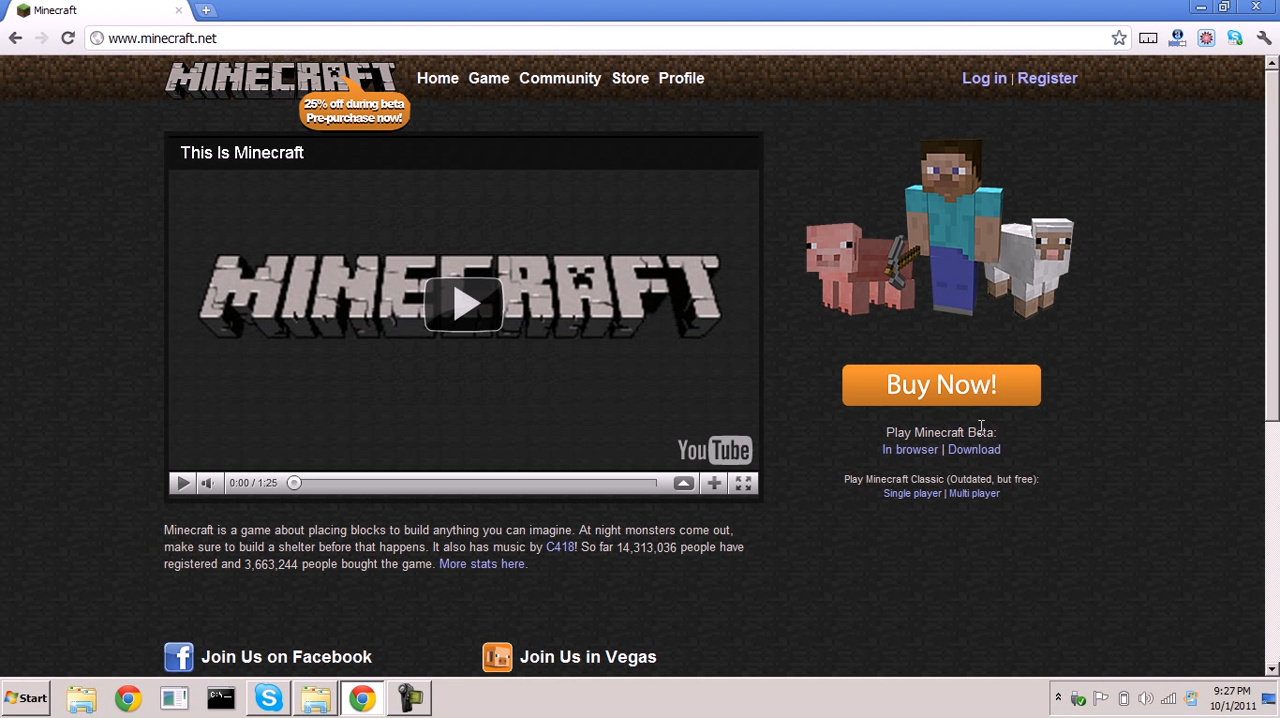 Minecraft
www.minecraft.net
MINECRAFT
Home Game Community Store Profile
Log in | Register
25% off during beta
Pre-purchase now!
This Is Minecraft
MINECRAFT
YouTube
0:00 / 1:25
Buy Now!
Play Minecraft Beta:
In browser | Download
Play Minecraft Classic (Outdated, but free):
Single player | Multi player
Minecraft is a game about placing blocks to build anything you can imagine. At night monsters come out,
make sure to build a shelter before that happens. It also has music by C418! So far 14,313,036 people have
registered and 3,663,244 people bought the game. More stats here.
Join Us on Facebook
Join Us in Vegas
Start
9:27 PM
10/1/2011